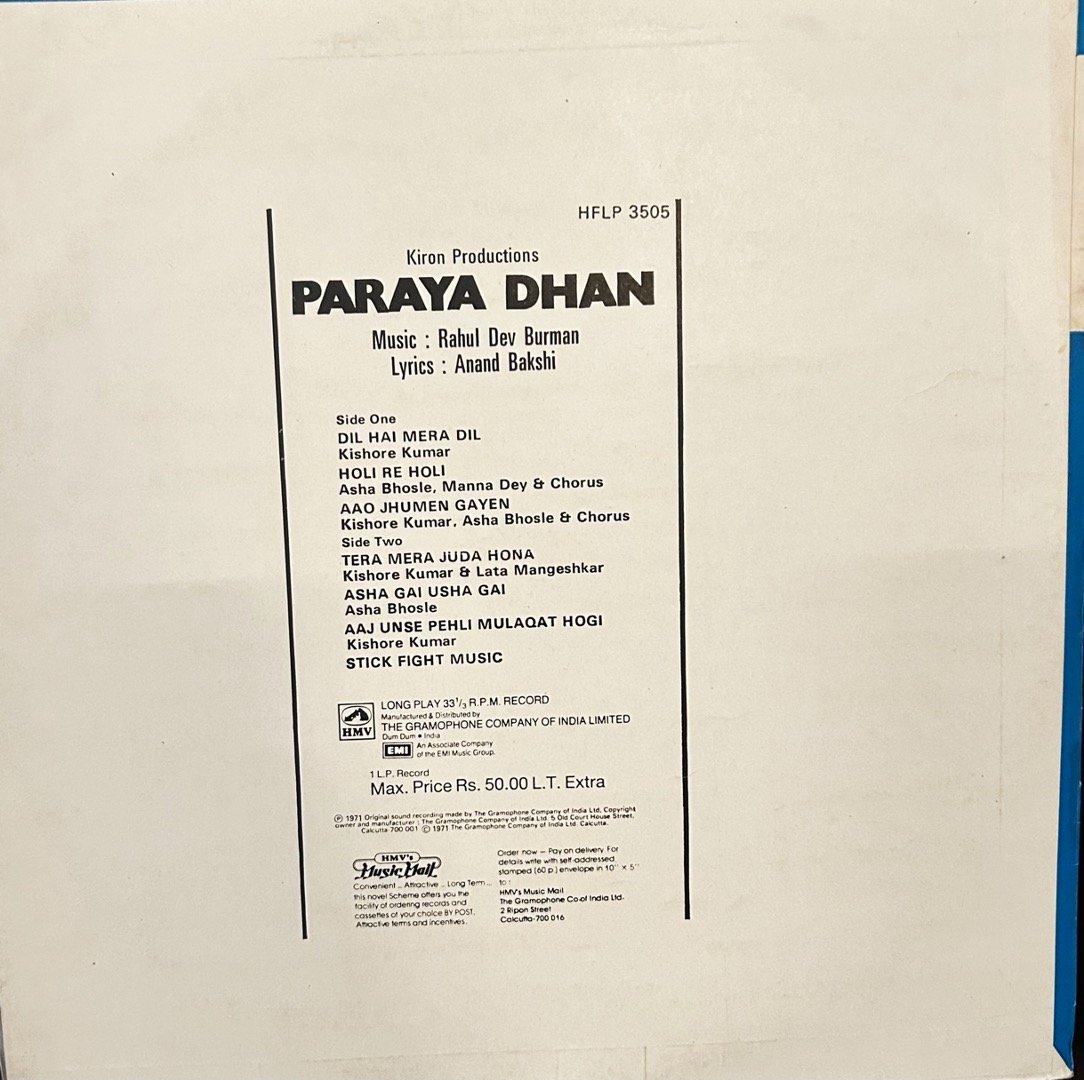 HFLP 3505
Kiron Productions
PARAYA DHAN
Music : Rahul Dev Burman
Lyrics : Anand Bakshi
Side One
DIL HAI MERA DIL
Kishore Kumar
HOLI RE HOLI
Asha Bhosle, Manna Dey & Chorus
AAO JHUMEN GAYEN
Kishore Kumar, Asha Bhosle & Chorus
Side Two
TERA MERA JUDA HONA
Kishore Kumar & Lata Mangeshkar
ASHA GAI USHA GAI
Asha Bhosle
AAJ UNSE PEHLI MULAQAT HOGI
Kishore Kumar
STICK FIGHT MUSIC
HMV
LONG PLAY 33 1/3 R.P.M. RECORD
Manufactured & Distributed by
THE GRAMOPHONE COMPANY OF INDIA LIMITED
Dum Dum • India
EMI
An Associate Company
of the EMI Music Group.
1 L.P. Record
Max. Price Rs. 50.00 L.T. Extra
℗ 1971 Original sound recording made by The Gramophone Company of India Ltd. Copyright
owner and manufacturer : The Gramophone Company of India Ltd. 5 Old Court House Street,
Calcutta 700 001 © 1971 The Gramophone Company of India Ltd. Calcutta.
HMV's
Music Mail
Convenient ... Attractive ... Long Term ...
this novel Scheme offers you the
facility of ordering records and
cassettes of your choice BY POST.
Attractive terms and incentives.
Order now — Pay on delivery. For
details write with self-addressed
stamped (60 p.) envelope in 10" × 5"
to :
HMV's Music Mail
The Gramophone Co. of India Ltd.
2 Ripon Street
Calcutta-700 016